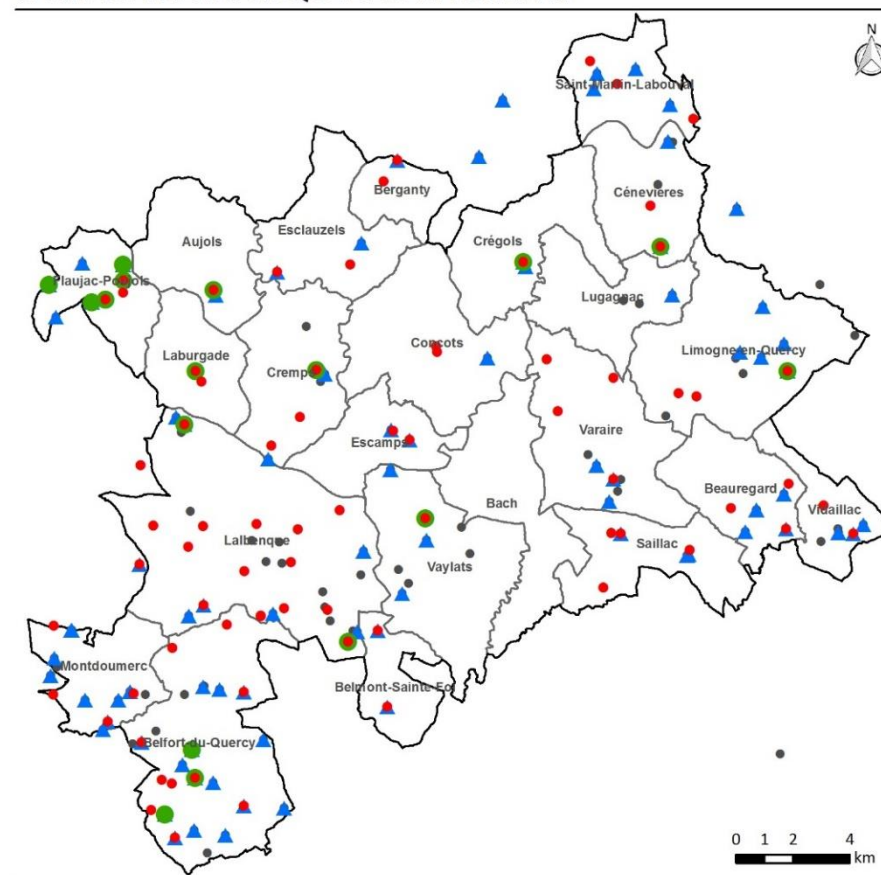 N
Saint-Martin-Labouval
Berganty
Cénevières
Aujols
Esclauzels
Crégols
Flaujac-Poujols
Lugagnac
Laburgade
Cremps
Concots
Limogne-en-Quercy
Escamps
Varaire
Bach
Beauregard
Vidaillac
Lalbenque
Vaylats
Saillac
Montdoumerc
Belmont-Sainte-Foi
Belfort-du-Quercy
0 1 2 4
km